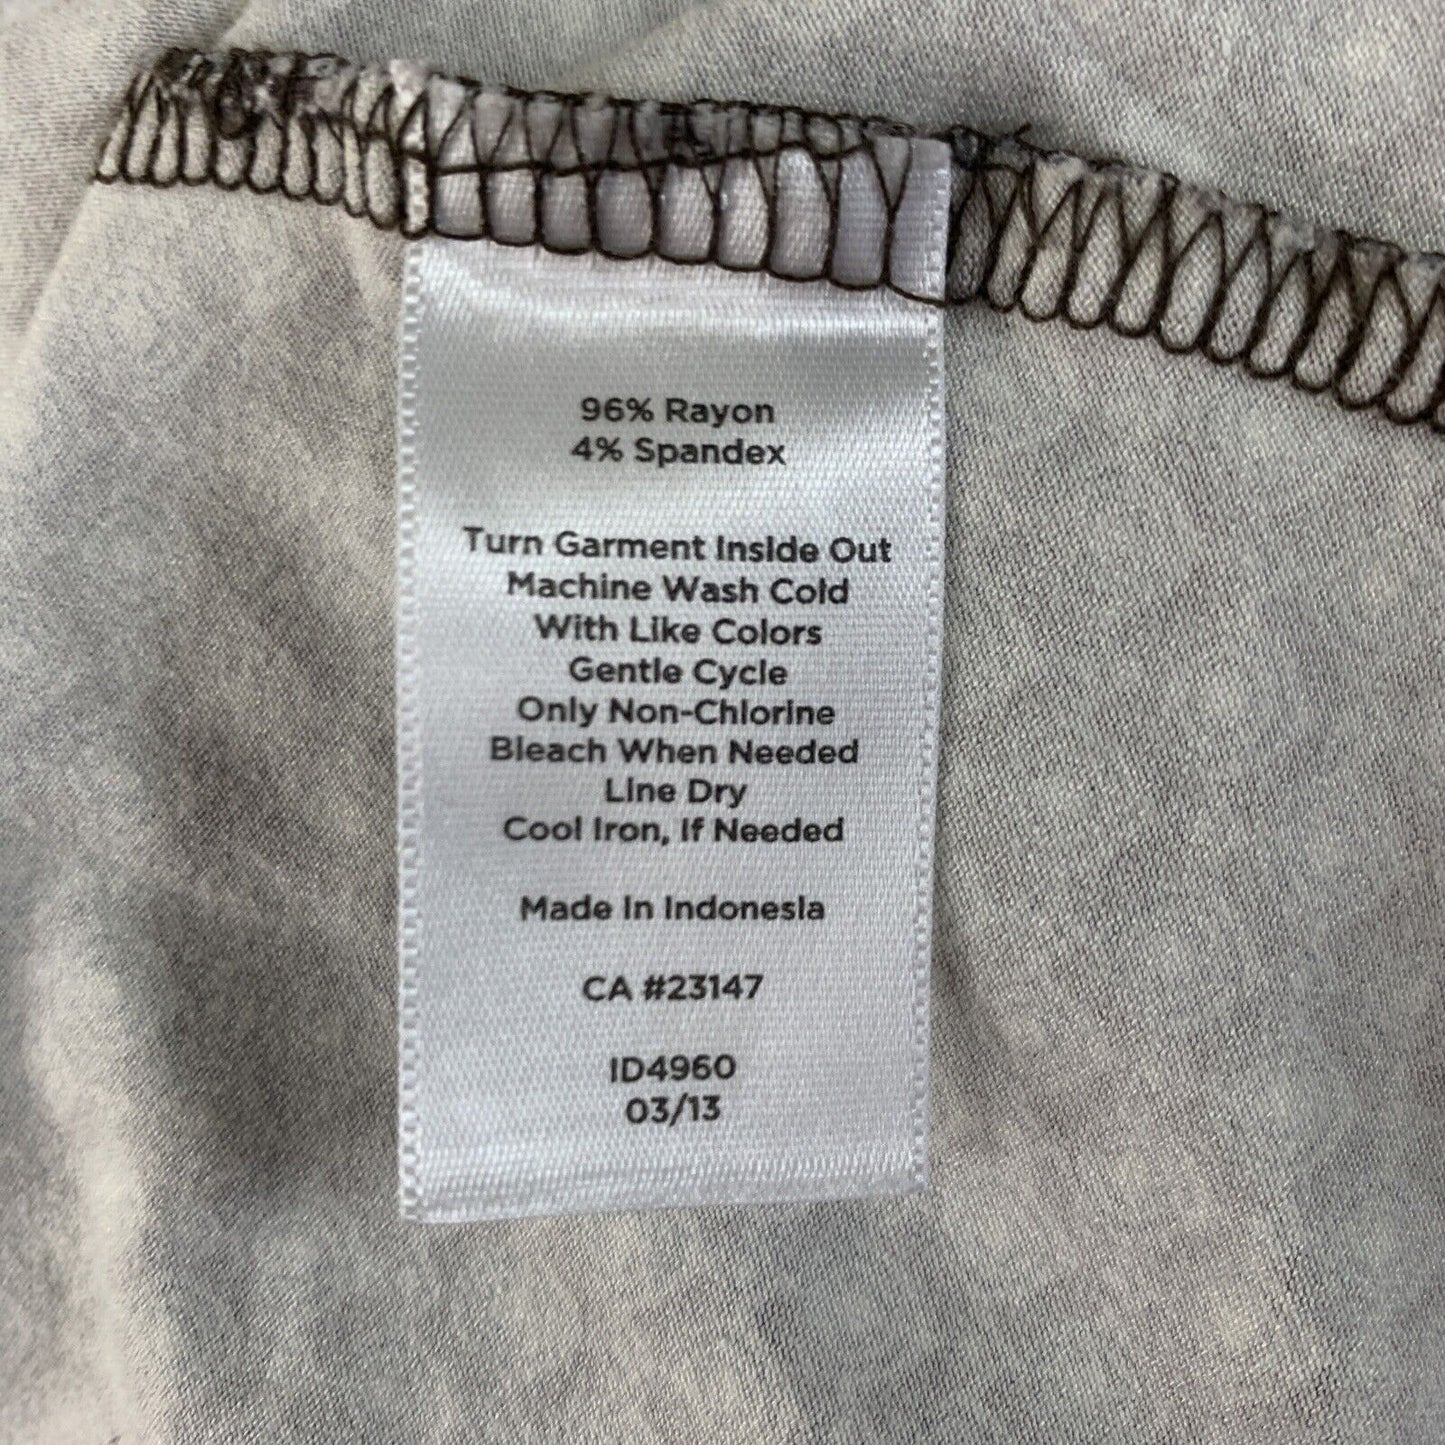 96% Rayon
4% Spandex
Turn Garment Inside Out
Machine Wash Cold
With Like Colors
Gentle Cycle
Only Non-Chlorine
Bleach When Needed
Line Dry
Cool Iron, If Needed
Made In Indonesia
CA #23147
ID4960
03/13